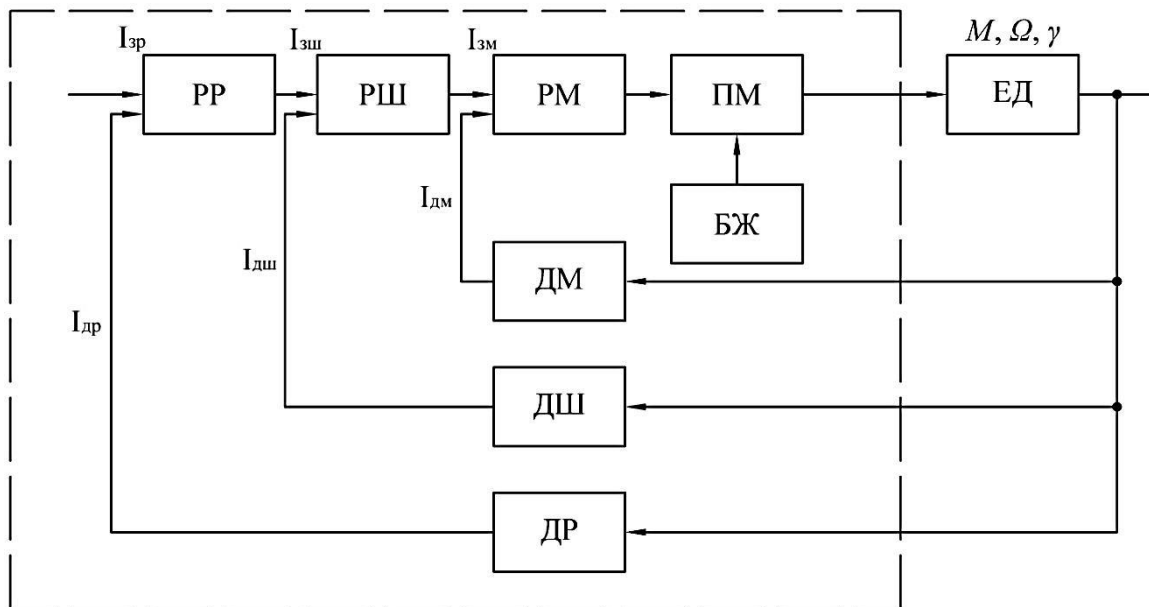 M, Ω, γ
Iзр
Iзш
Iзм
РР
РШ
РМ
ПМ
ЕД
Iдм
БЖ
Iдш
ДМ
Iдр
ДШ
ДР